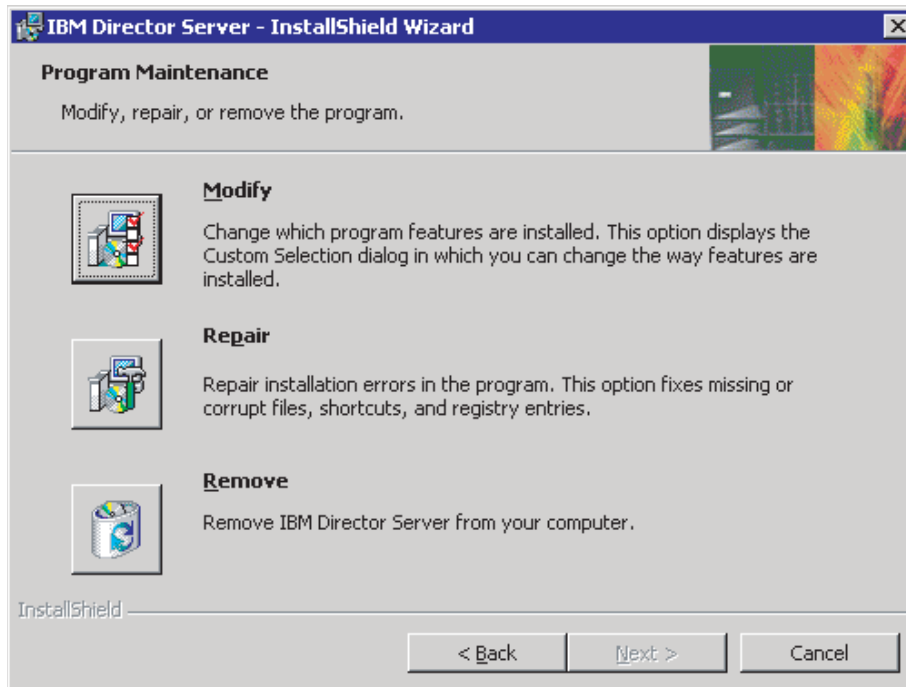 IBM Director Server - InstallShield Wizard
Program Maintenance
Modify, repair, or remove the program.
Modify
Change which program features are installed. This option displays the
Custom Selection dialog in which you can change the way features are
installed.
Repair
Repair installation errors in the program. This option fixes missing or
corrupt files, shortcuts, and registry entries.
Remove
Remove IBM Director Server from your computer.
InstallShield
< Back
Next >
Cancel